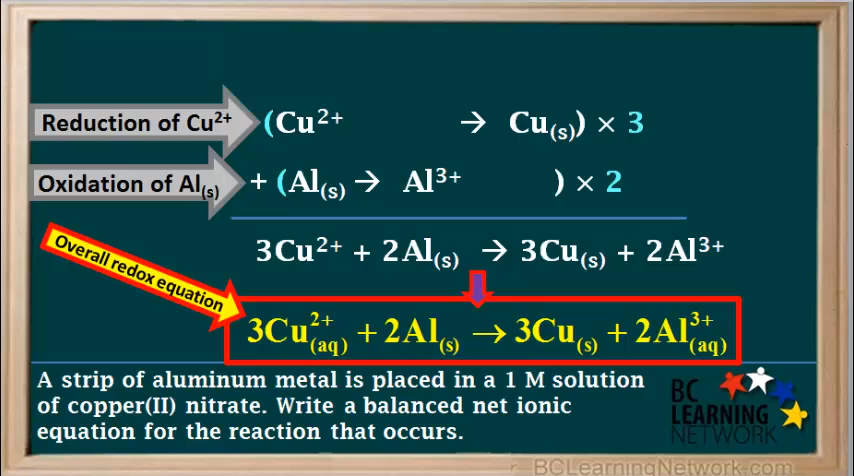 Reduction of Cu²⁺ (Cu²⁺ → Cu₍s₎) × 3
Oxidation of Al₍s₎ + (Al₍s₎ → Al³⁺ ) × 2
3Cu²⁺ + 2Al₍s₎ → 3Cu₍s₎ + 2Al³⁺
Overall redox equation
3Cu²⁺(aq) + 2Al(s) → 3Cu(s) + 2Al³⁺(aq)
A strip of aluminum metal is placed in a 1 M solution
of copper(II) nitrate. Write a balanced net ionic
equation for the reaction that occurs.
BC
LEARNING
NETWORK
BCLearningNetwork.com